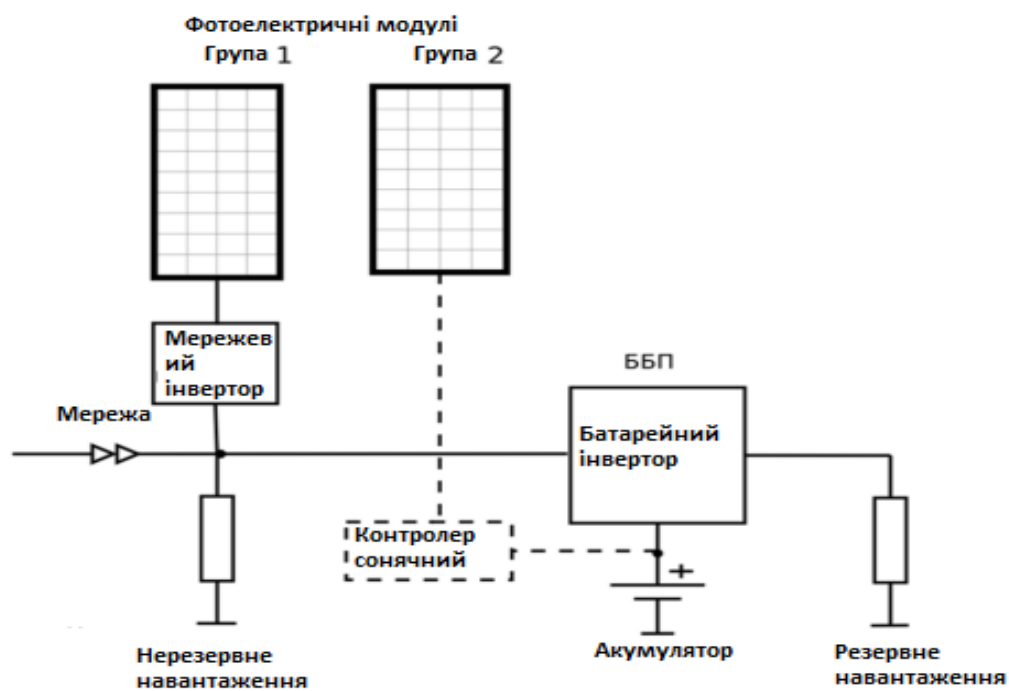 Фотоелектричні модулі
Група 1
Група 2
Мережев
ий
інвертор
Мережа
ББП
Батарейний
інвертор
Контролер
сонячний
+
Акумулятор
Нерезервне
навантаження
Резервне
навантаження